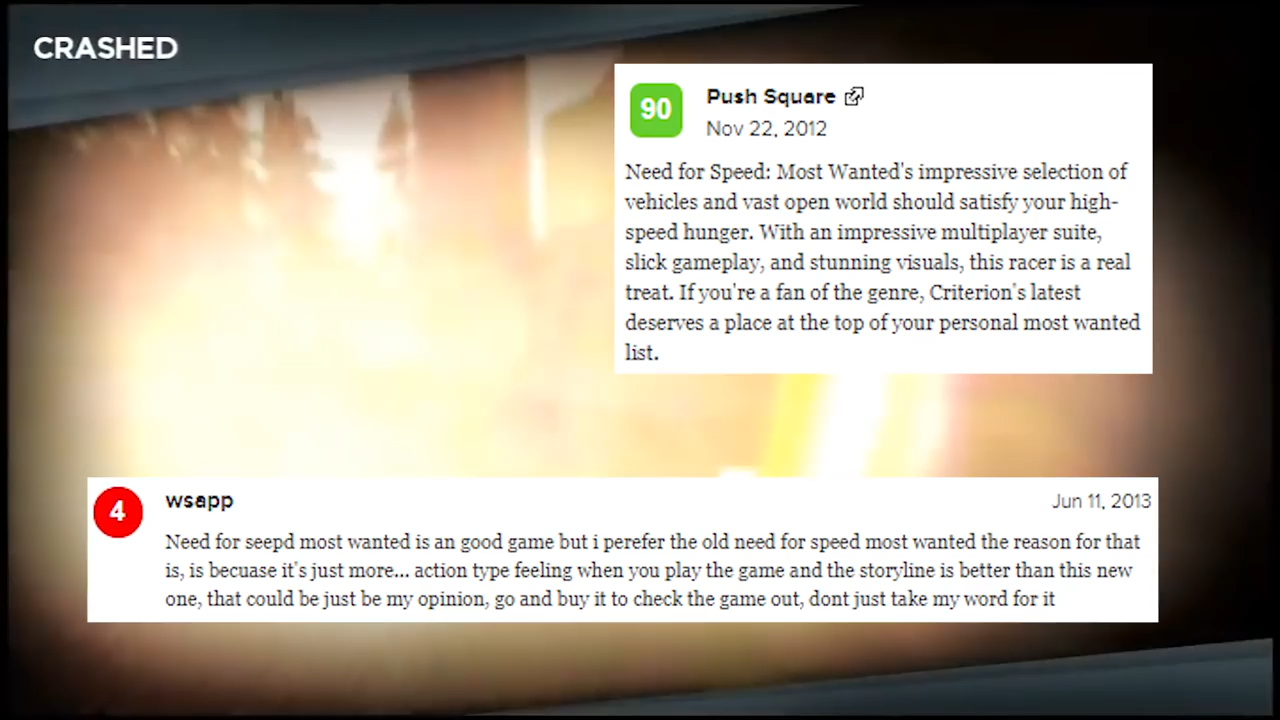 CRASHED
90
Push Square
Nov 22, 2012
Need for Speed: Most Wanted's impressive selection of
vehicles and vast open world should satisfy your high-
speed hunger. With an impressive multiplayer suite,
slick gameplay, and stunning visuals, this racer is a real
treat. If you're a fan of the genre, Criterion's latest
deserves a place at the top of your personal most wanted
list.
4
wsapp
Jun 11, 2013
Need for seepd most wanted is an good game but i perefer the old need for speed most wanted the reason for that
is, is becuase it's just more... action type feeling when you play the game and the storyline is better than this new
one, that could be just be my opinion, go and buy it to check the game out, dont just take my word for it